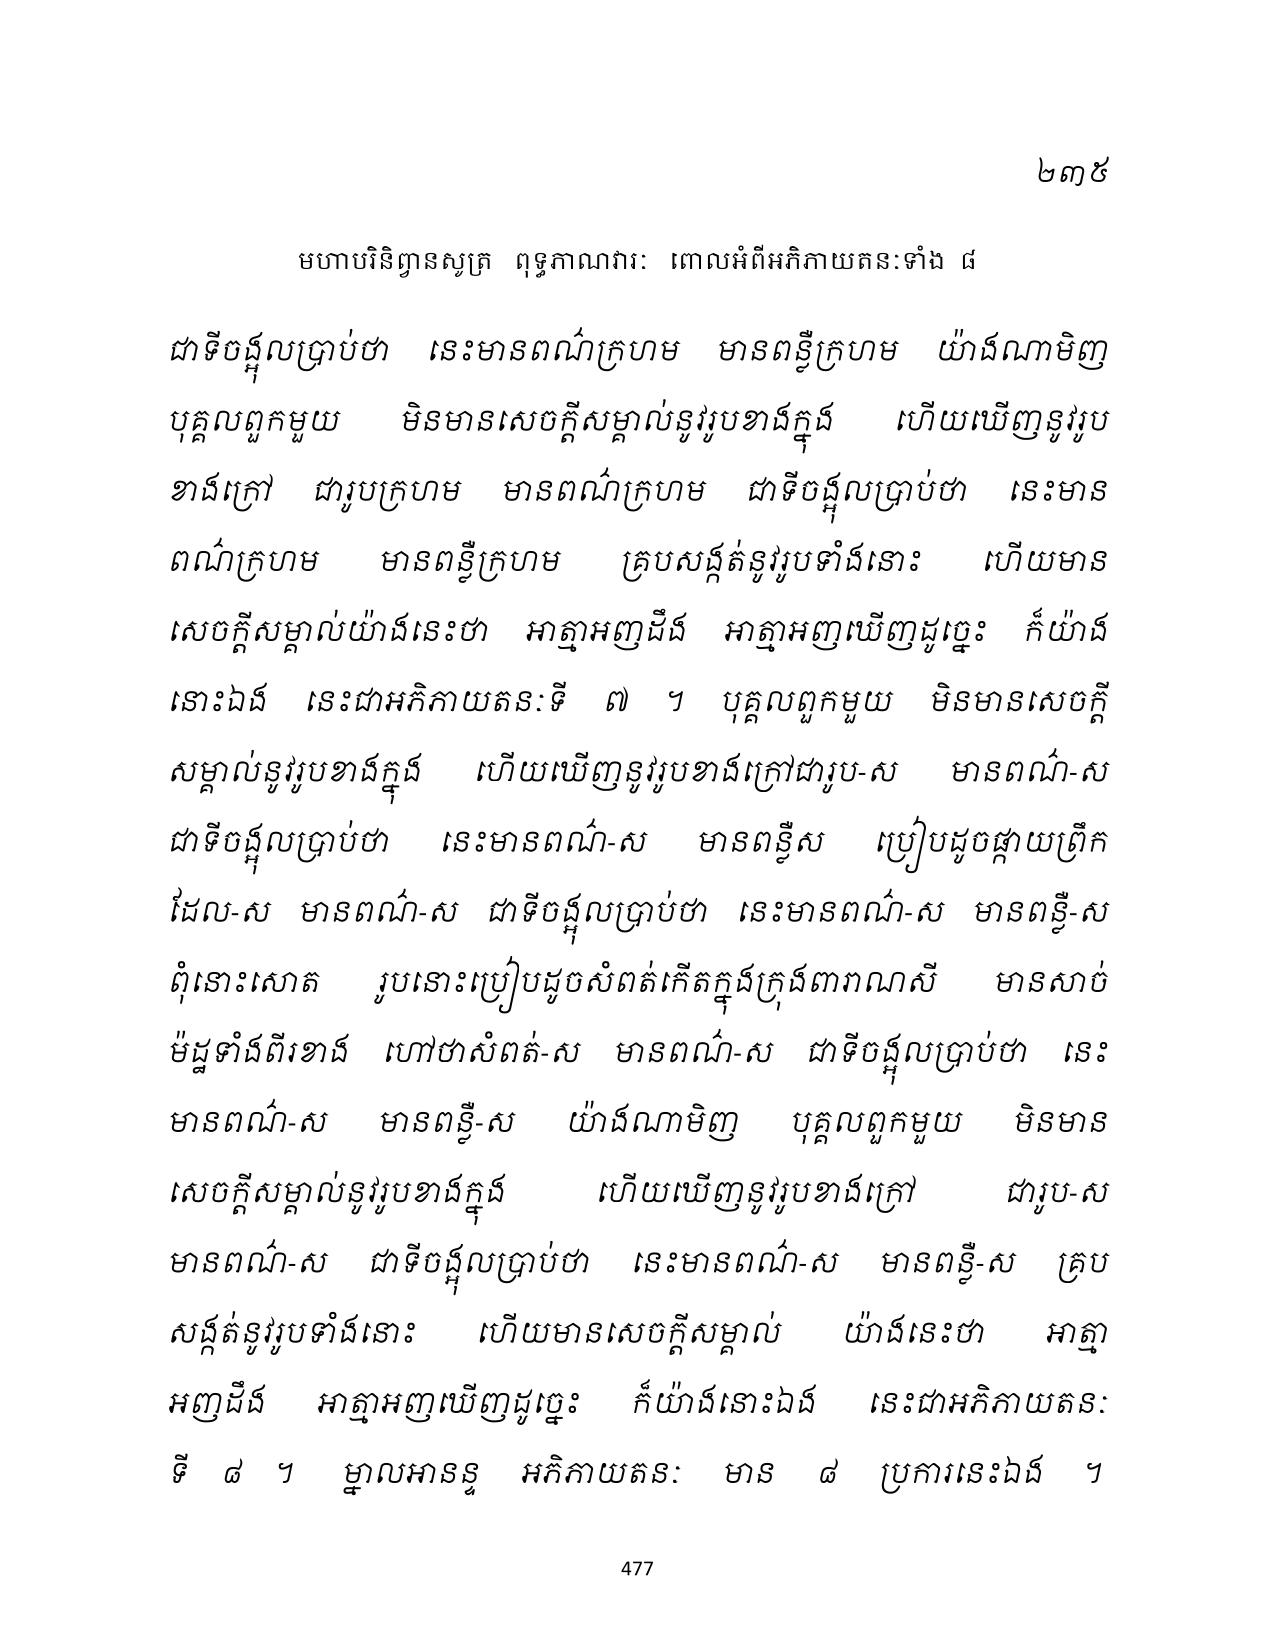 ២៣៥
មហាបរិនិព្វានសូត្រ ពុទ្ធភាណវារៈ ពោលអំពីអភិភាយតនៈទាំង ៨
ជាទីចង្អុលប្រាប់ថា នេះមានពណ៌ក្រហម មានពន្លឺក្រហម យ៉ាងណាមិញ
បុគ្គលពួកមួយ មិនមានសេចក្តីសម្គាល់នូវរូបខាងក្នុង ហើយឃើញនូវរូប
ខាងក្រៅ ជារូបក្រហម មានពណ៌ក្រហម ជាទីចង្អុលប្រាប់ថា នេះមាន
ពណ៌ក្រហម មានពន្លឺក្រហម គ្របសង្កត់នូវរូបទាំងនោះ ហើយមាន
សេចក្តីសម្គាល់យ៉ាងនេះថា អាត្មាអញដឹង អាត្មាអញឃើញដូច្នេះ ក៏យ៉ាង
នោះឯង នេះជាអភិភាយតនៈទី ៧ ។ បុគ្គលពួកមួយ មិនមានសេចក្តី
សម្គាល់នូវរូបខាងក្នុង ហើយឃើញនូវរូបខាងក្រៅជារូប-ស មានពណ៌-ស
ជាទីចង្អុលប្រាប់ថា នេះមានពណ៌-ស មានពន្លឺស ប្រៀបដូចផ្កាយព្រឹក
ដែល-ស មានពណ៌-ស ជាទីចង្អុលប្រាប់ថា នេះមានពណ៌-ស មានពន្លឺ-ស
ពុំនោះសោត រូបនោះប្រៀបដូចសំពត់កើតក្នុងក្រុងពារាណសី មានសាច់
ម៉ដ្ឋទាំងពីរខាង ហៅថាសំពត់-ស មានពណ៌-ស ជាទីចង្អុលប្រាប់ថា នេះ
មានពណ៌-ស មានពន្លឺ-ស យ៉ាងណាមិញ បុគ្គលពួកមួយ មិនមាន
សេចក្តីសម្គាល់នូវរូបខាងក្នុង ហើយឃើញនូវរូបខាងក្រៅ ជារូប-ស
មានពណ៌-ស ជាទីចង្អុលប្រាប់ថា នេះមានពណ៌-ស មានពន្លឺ-ស គ្រប
សង្កត់នូវរូបទាំងនោះ ហើយមានសេចក្តីសម្គាល់ យ៉ាងនេះថា អាត្មា
អញដឹង អាត្មាអញឃើញដូច្នេះ ក៏យ៉ាងនោះឯង នេះជាអភិភាយតនៈ
ទី ៨ ។ ម្នាលអានន្ទ អភិភាយតនៈ មាន ៨ ប្រការនេះឯង ។
477